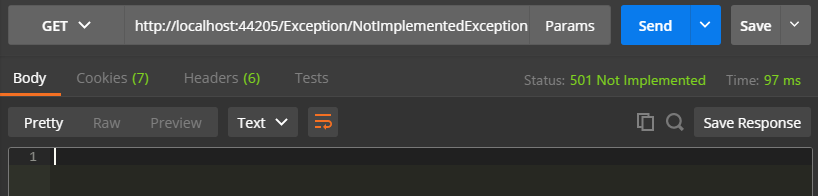 GET http://localhost:44205/Exception/NotImplementedException Params Send Save
Body Cookies (7) Headers (6) Tests Status: 501 Not Implemented Time: 97 ms
Pretty Raw Preview Text Save Response
1